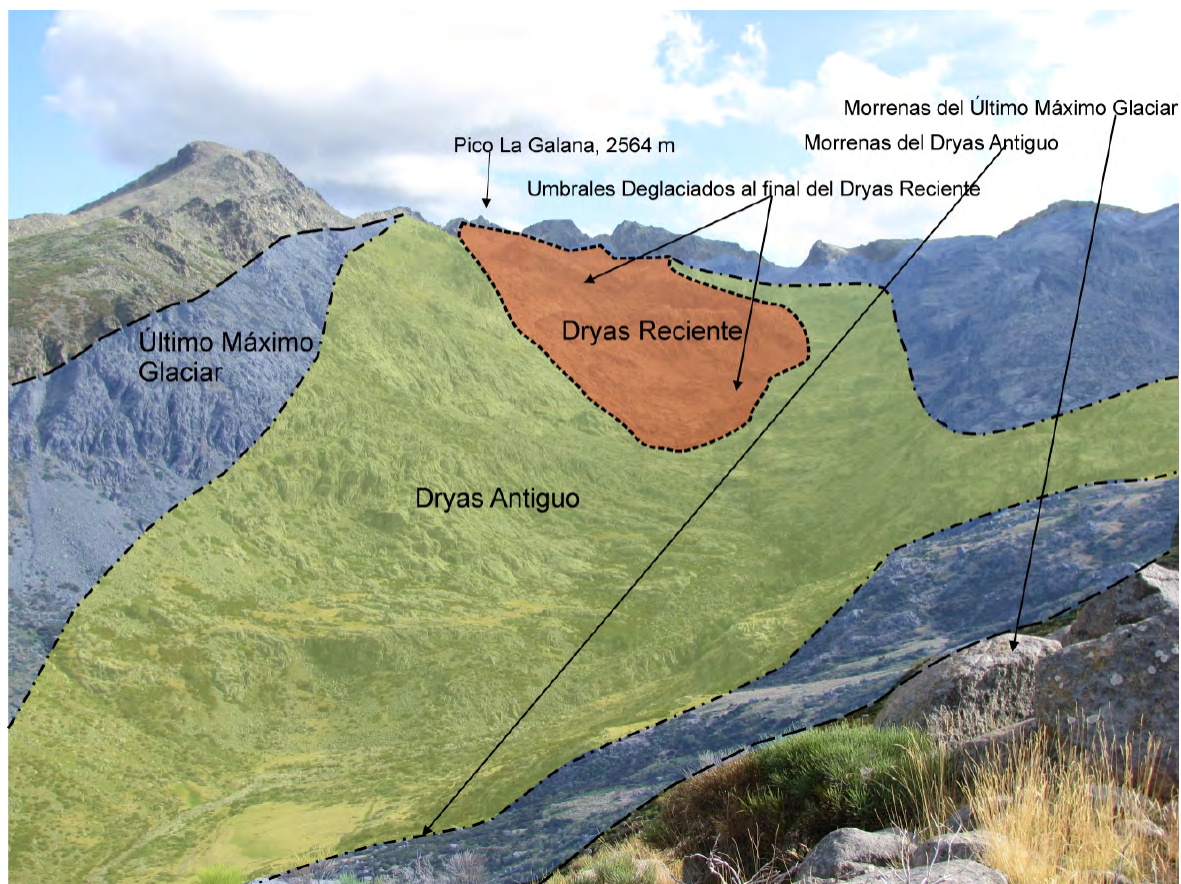 Morrenas del Último Máximo Glaciar
Morrenas del Dryas Antiguo
Pico La Galana, 2564 m
Umbrales Deglaciados al final del Dryas Reciente
Dryas Reciente
Último Máximo
Glaciar
Dryas Antiguo